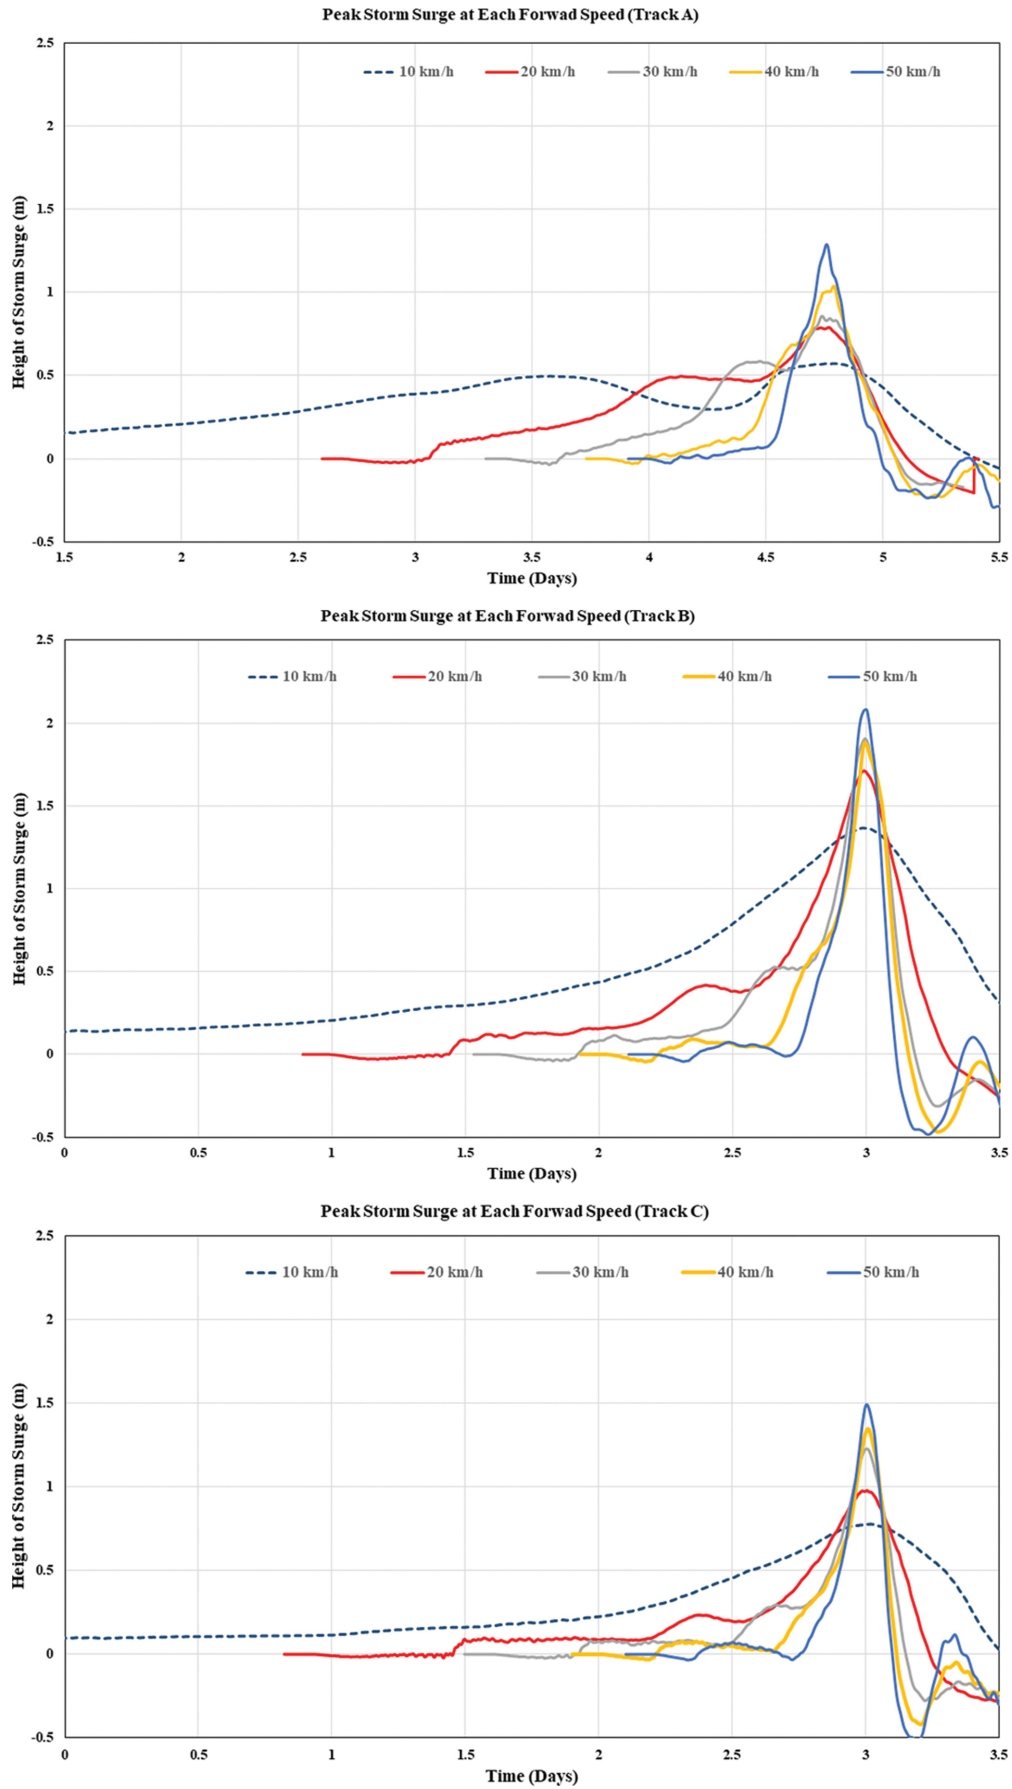 Peak Storm Surge at Each Forwad Speed (Track A)
10 km/h 20 km/h 30 km/h 40 km/h 50 km/h
2.5
2
1.5
1
0.5
0
-0.5
Height of Storm Surge (m)
1.5 2 2.5 3 3.5 4 4.5 5 5.5
Time (Days)
Peak Storm Surge at Each Forwad Speed (Track B)
10 km/h 20 km/h 30 km/h 40 km/h 50 km/h
2.5
2
1.5
1
0.5
0
-0.5
Height of Storm Surge (m)
0 0.5 1 1.5 2 2.5 3 3.5
Time (Days)
Peak Storm Surge at Each Forwad Speed (Track C)
10 km/h 20 km/h 30 km/h 40 km/h 50 km/h
2.5
2
1.5
1
0.5
0
-0.5
Height of Storm Surge (m)
0 0.5 1 1.5 2 2.5 3 3.5
Time (Days)